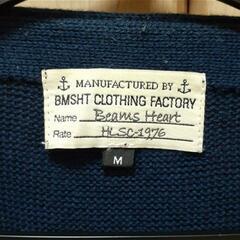 MANUFACTURED BY
BMSHT CLOTHING FACTORY
Name Beams Heart
Rate HLSC-1976
M